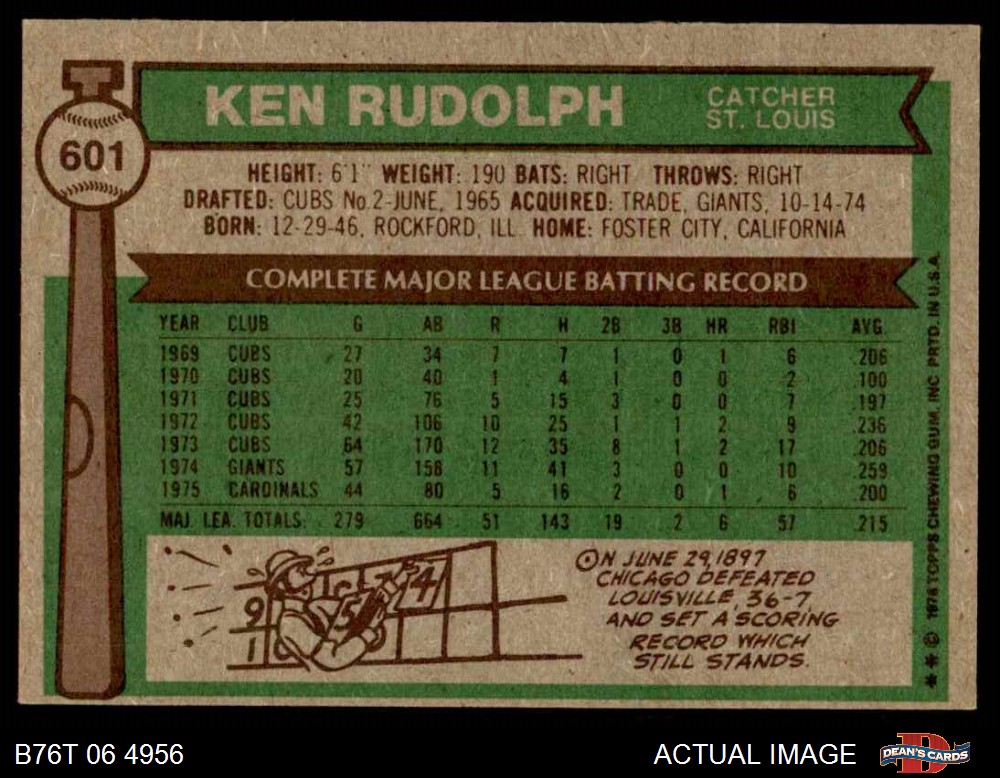 601
KEN RUDOLPH
CATCHER
ST. LOUIS
HEIGHT: 6'1" WEIGHT: 190 BATS: RIGHT THROWS: RIGHT
DRAFTED: CUBS No. 2-JUNE, 1965 ACQUIRED: TRADE, GIANTS, 10-14-74
BORN: 12-29-46, ROCKFORD, ILL. HOME: FOSTER CITY, CALIFORNIA
COMPLETE MAJOR LEAGUE BATTING RECORD
YEAR CLUB G AB R H 2B 3B HR RBI AVG.
1969 CUBS 27 34 7 7 1 0 1 6 .206
1970 CUBS 20 40 1 4 1 0 0 2 .100
1971 CUBS 25 76 5 15 3 0 0 7 .197
1972 CUBS 42 106 10 25 1 1 2 9 .236
1973 CUBS 64 170 12 35 8 1 2 17 .206
1974 GIANTS 57 158 11 41 3 0 0 10 .259
1975 CARDINALS 44 80 5 16 2 0 1 6 .200
MAJ. LEA. TOTALS: 279 664 51 143 19 2 6 57 .215
9
1
5
4
ON JUNE 29, 1897
CHICAGO DEFEATED
LOUISVILLE, 36-7,
AND SET A SCORING
RECORD WHICH
STILL STANDS.
** © 1976 TOPPS CHEWING GUM, INC. PRTD. IN U.S.A.
B76T 06 4956
ACTUAL IMAGE
D
DEAN'S CARDS